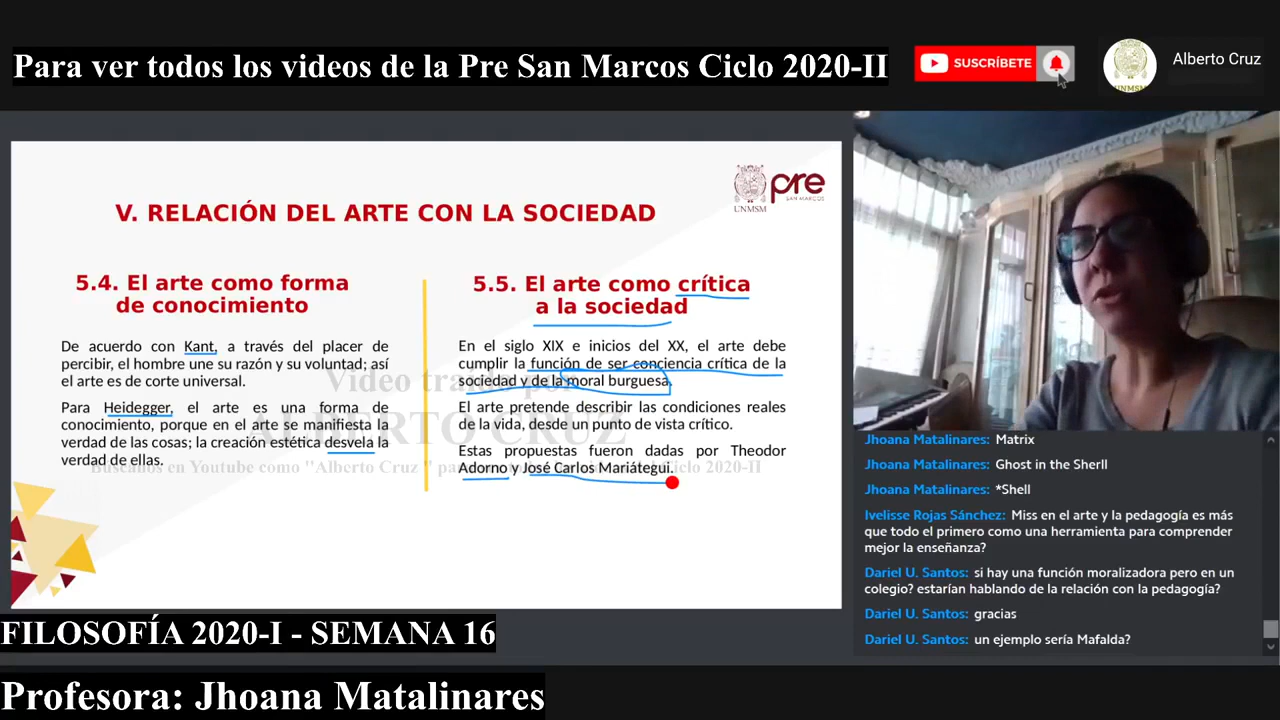 Para ver todos los videos de la Pre San Marcos Ciclo 2020-II
SUSCRÍBETE
UNMSM
Alberto Cruz
UNMSM
pre
SAN MARCOS
V. RELACIÓN DEL ARTE CON LA SOCIEDAD
5.4. El arte como forma
de conocimiento
De acuerdo con Kant, a través del placer de
percibir, el hombre une su razón y su voluntad; así
el arte es de corte universal.
Para Heidegger, el arte es una forma de
conocimiento, porque en el arte se manifiesta la
verdad de las cosas; la creación estética desvela la
verdad de ellas.
5.5. El arte como crítica
a la sociedad
En el siglo XIX e inicios del XX, el arte debe
cumplir la función de ser conciencia crítica de la
sociedad y de la moral burguesa.
El arte pretende describir las condiciones reales
de la vida, desde un punto de vista crítico.
Estas propuestas fueron dadas por Theodor
Adorno y José Carlos Mariátegui.
ALBERTO CRUZ
Jhoana Matalinares: Matrix
Jhoana Matalinares: Ghost in the Sherll
Jhoana Matalinares: *Shell
Ivelisse Rojas Sánchez: Miss en el arte y la pedagogía es más
que todo el primero como una herramienta para comprender
mejor la enseñanza?
Dariel U. Santos: si hay una función moralizadora pero en un
colegio? estarían hablando de la relación con la pedagogía?
Dariel U. Santos: gracias
Dariel U. Santos: un ejemplo sería Mafalda?
FILOSOFÍA 2020-I - SEMANA 16
Profesora: Jhoana Matalinares